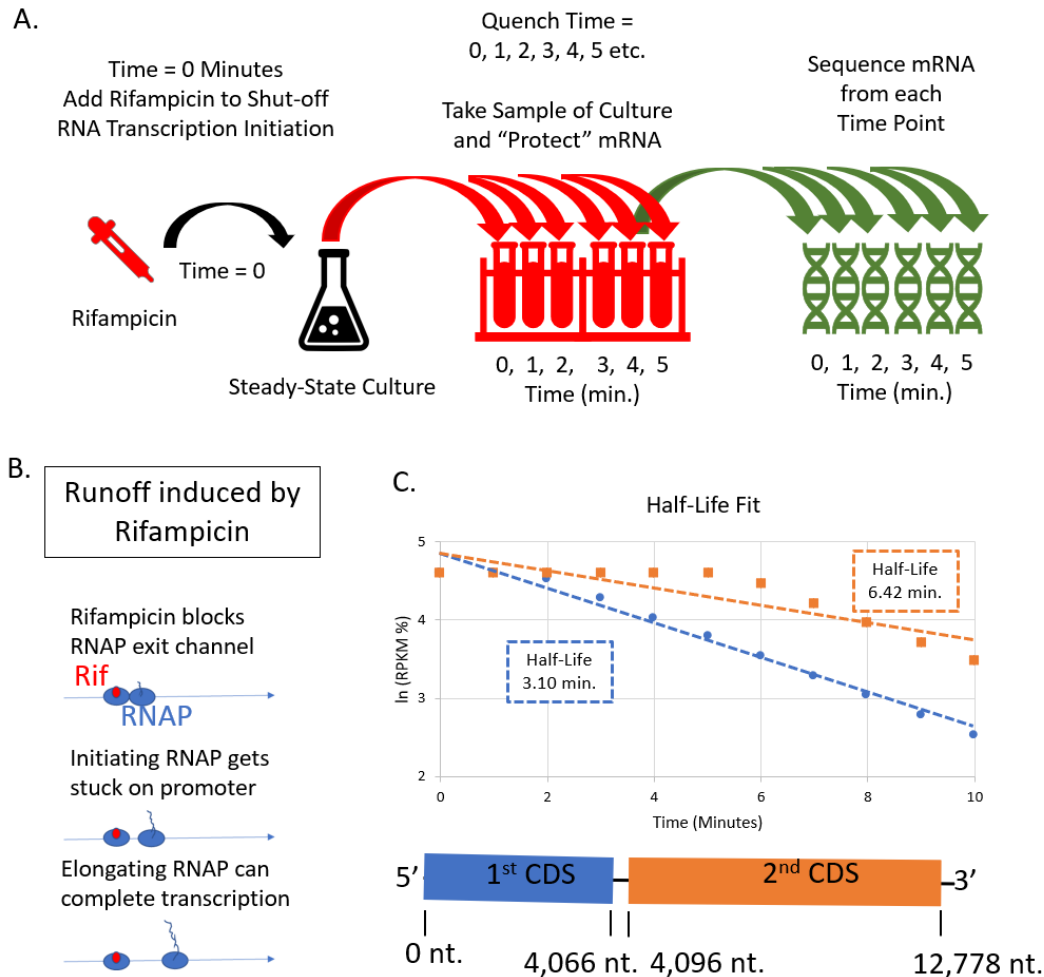 A.
Time = 0 Minutes
Add Rifampicin to Shut-off
RNA Transcription Initiation
Quench Time =
0, 1, 2, 3, 4, 5 etc.
Take Sample of Culture
and “Protect” mRNA
Sequence mRNA
from each
Time Point
Time = 0
Rifampicin
Steady-State Culture
0, 1, 2, 3, 4, 5
Time (min.)
0, 1, 2, 3, 4, 5
Time (min.)
B.
Runoff induced by
Rifampicin
Rifampicin blocks
RNAP exit channel
Rif
RNAP
Initiating RNAP gets
stuck on promoter
Elongating RNAP can
complete transcription
C.
Half-Life Fit
ln (RPKM %)
5
4
3
2
Half-Life
6.42 min.
Half-Life
3.10 min.
0 2 4 6 8 10
Time (Minutes)
5’ 1st CDS 2nd CDS 3’
0 nt. 4,066 nt. 4,096 nt. 12,778 nt.